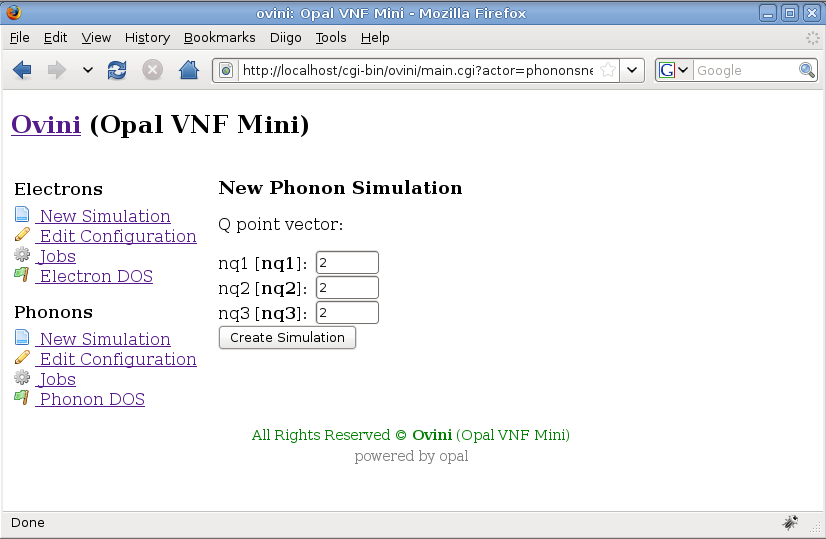 ovini: Opal VNF Mini - Mozilla Firefox
File Edit View History Bookmarks Diigo Tools Help
http://localhost/cgi-bin/ovini/main.cgi?actor=phononsne
G Google
Ovini (Opal VNF Mini)
Electrons
New Simulation
Edit Configuration
Jobs
Electron DOS
Phonons
New Simulation
Edit Configuration
Jobs
Phonon DOS
New Phonon Simulation
Q point vector:
nq1 [nq1]: 2
nq2 [nq2]: 2
nq3 [nq3]: 2
Create Simulation
All Rights Reserved © Ovini (Opal VNF Mini)
powered by opal
Done